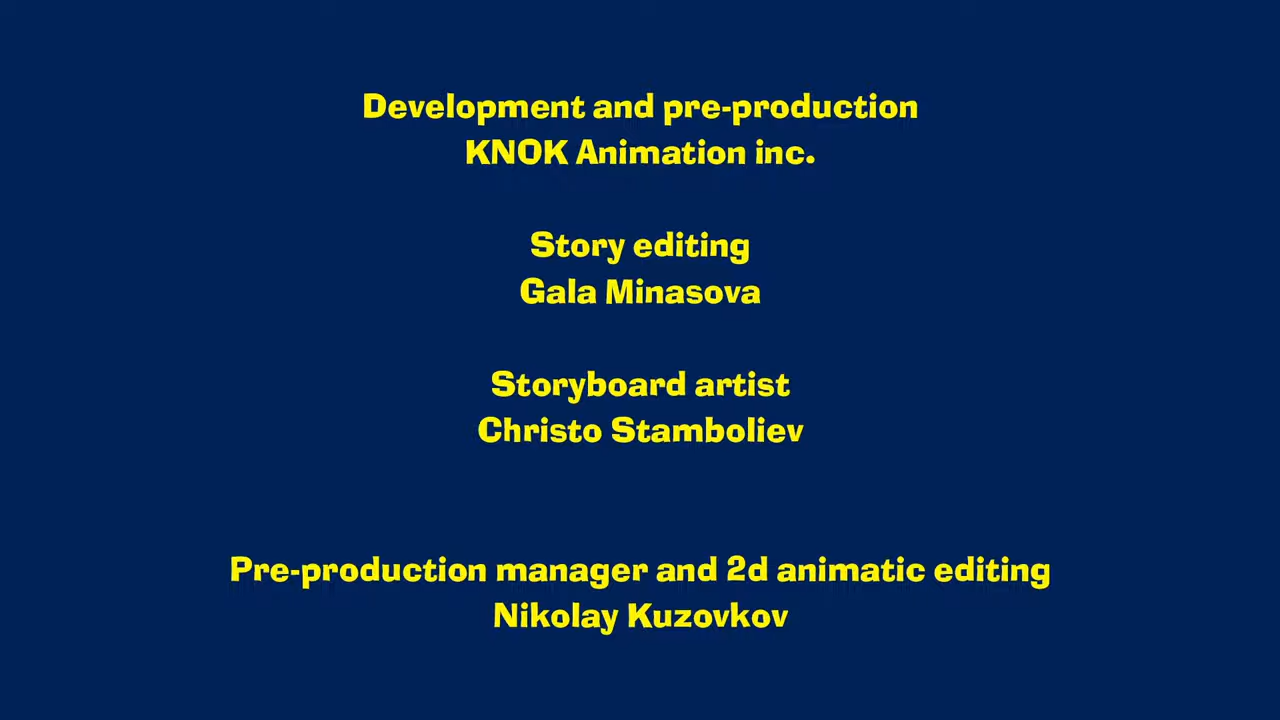 Development and pre-production
KNOK Animation inc.
Story editing
Gala Minasova
Storyboard artist
Christo Stamboliev
Pre-production manager and 2d animatic editing
Nikolay Kuzovkov